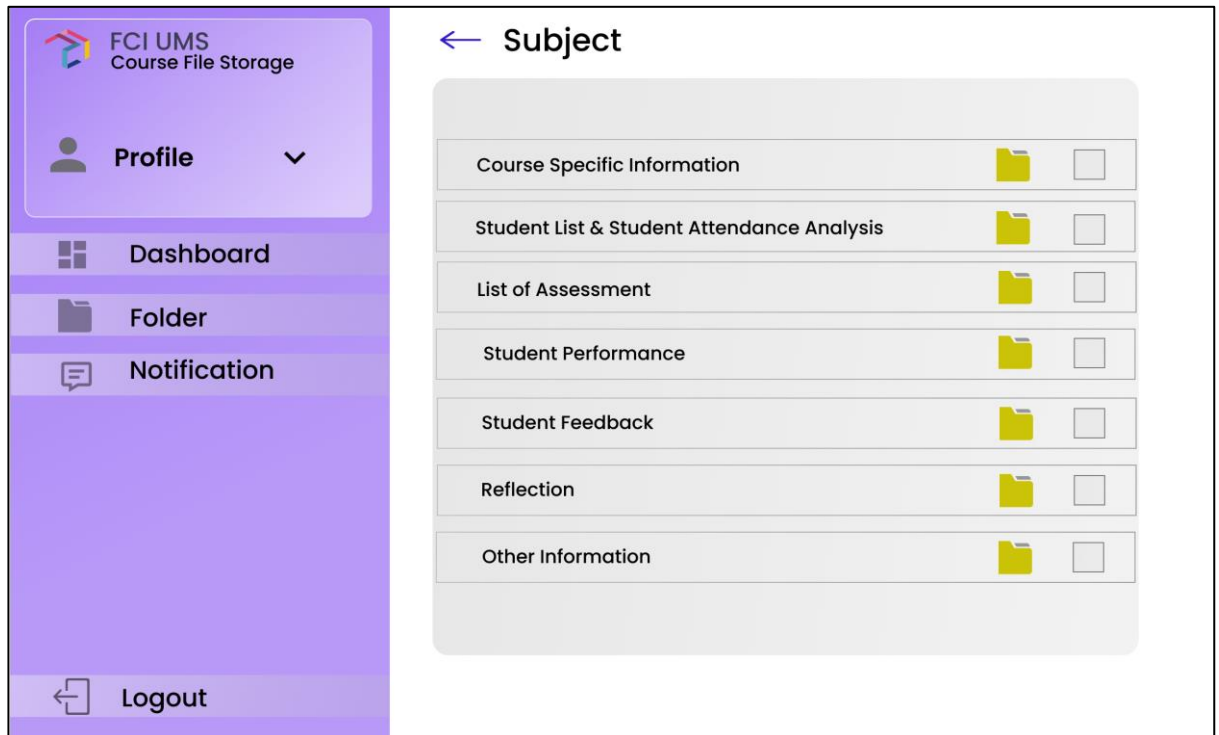 FCI UMS
Course File Storage
Profile
Dashboard
Folder
Notification
Logout
Subject
Course Specific Information
Student List & Student Attendance Analysis
List of Assessment
Student Performance
Student Feedback
Reflection
Other Information